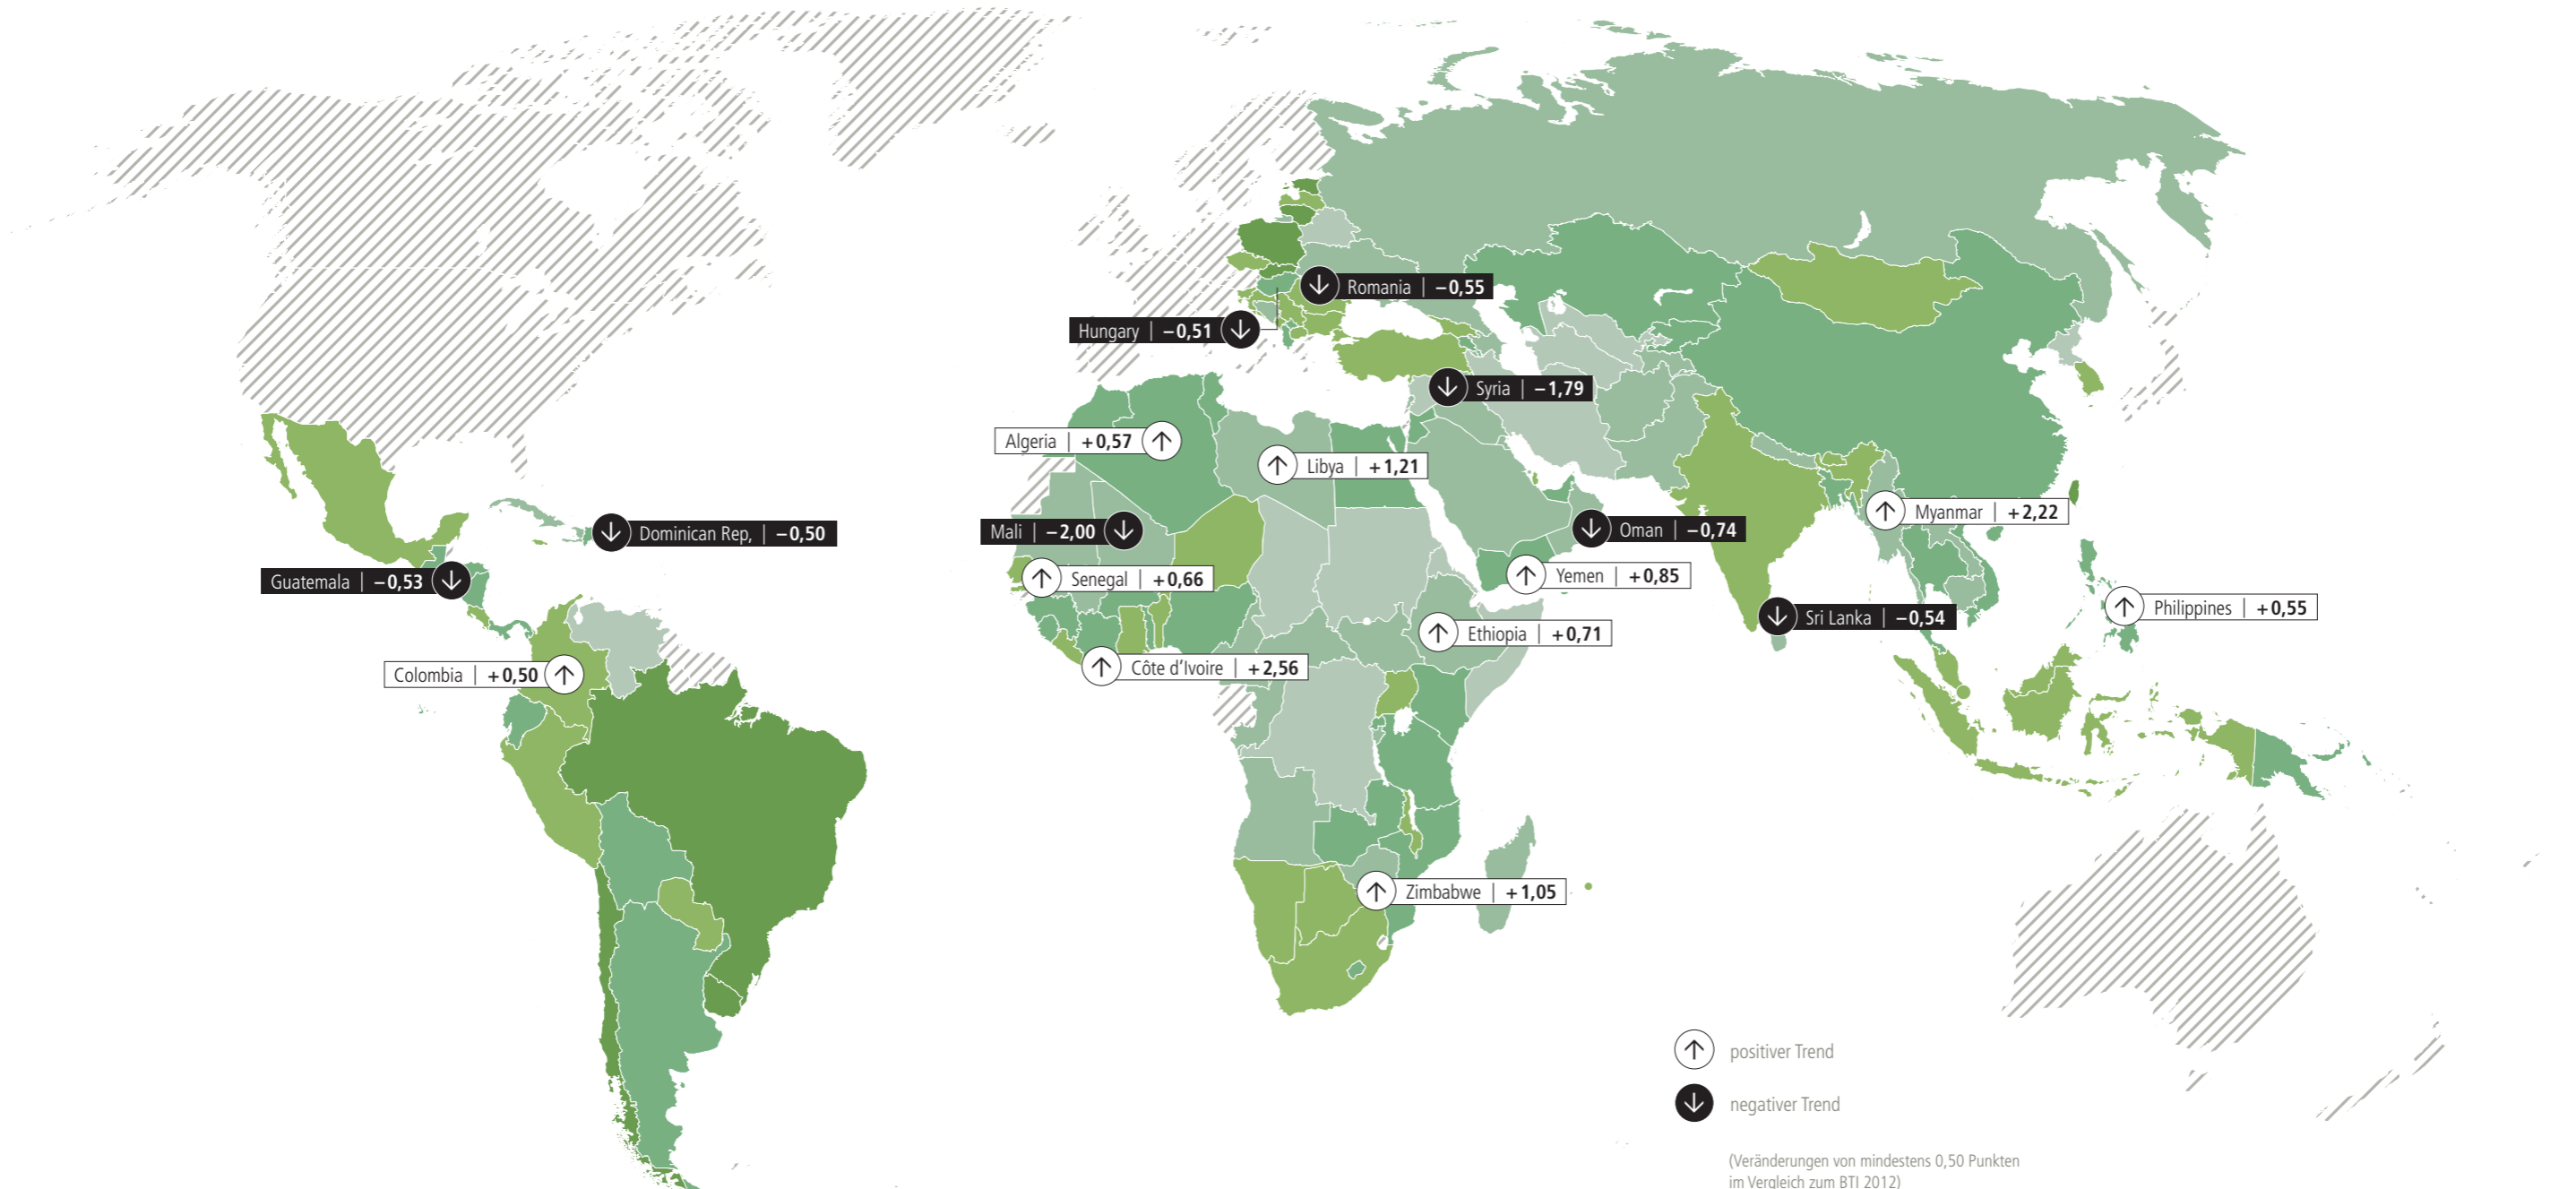 Romania | –0,55
Hungary | –0,51
Syria | –1,79
Algeria | +0,57
Libya | +1,21
Myanmar | +2,22
Dominican Rep, | –0,50
Mali | –2,00
Oman | –0,74
Guatemala | –0,53
Senegal | +0,66
Yemen | +0,85
Philippines | +0,55
Sri Lanka | –0,54
Ethiopia | +0,71
Colombia | +0,50
Côte d’Ivoire | +2,56
Zimbabwe | +1,05
positiver Trend
negativer Trend
(Veränderungen von mindestens 0,50 Punkten
im Vergleich zum BTI 2012)